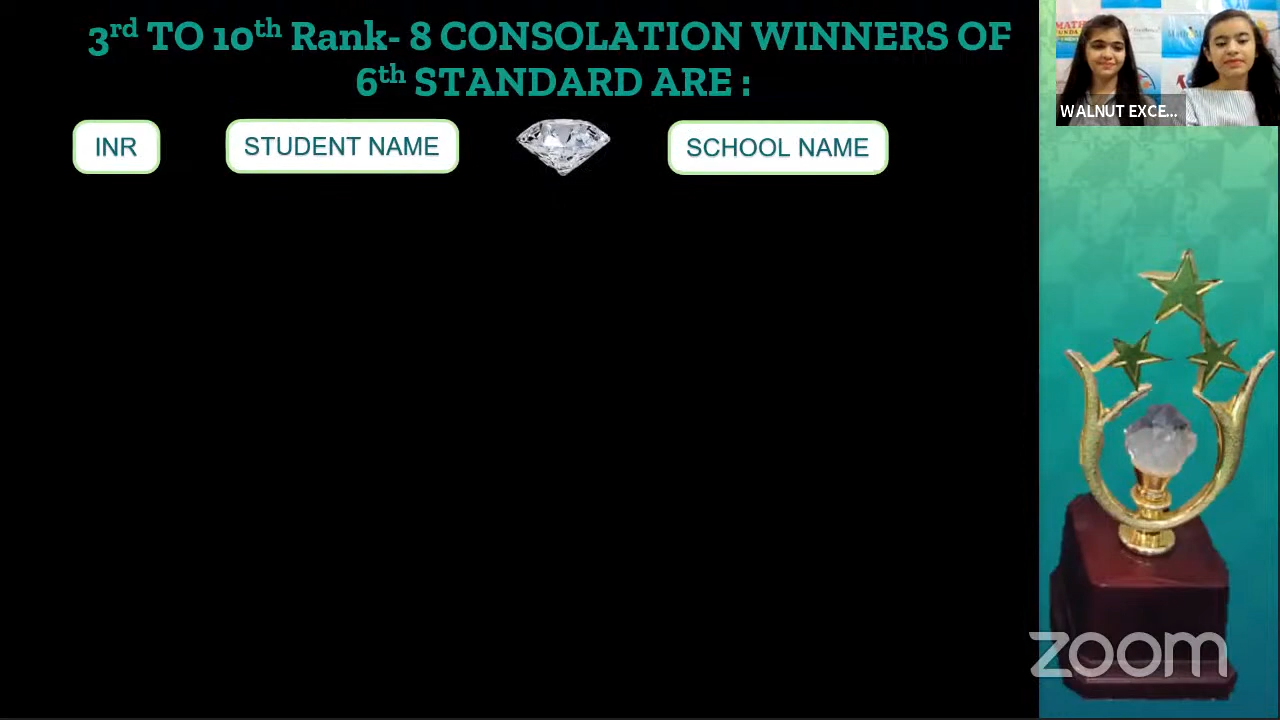 3rd TO 10th Rank- 8 CONSOLATION WINNERS OF
6th STANDARD ARE :
INR
STUDENT NAME
SCHOOL NAME
WALNUT EXCE...
zoom